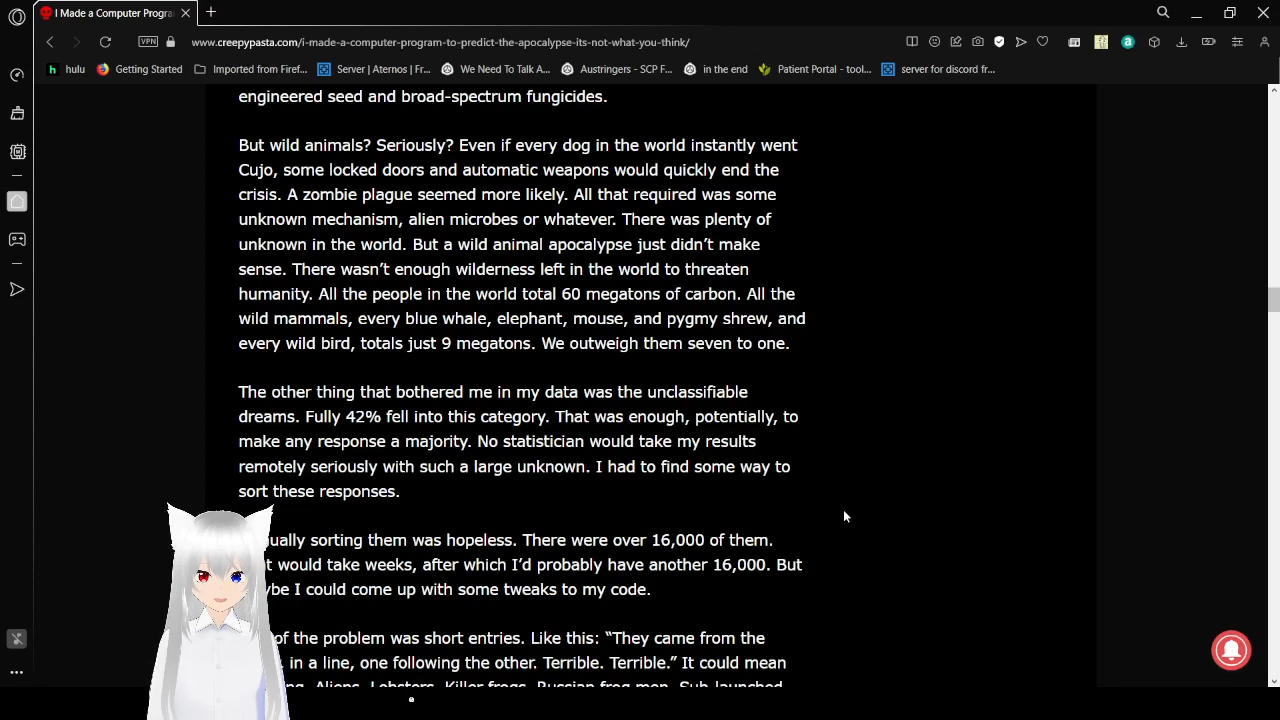 I Made a Computer Progra
VPN
www.creepypasta.com/i-made-a-computer-program-to-predict-the-apocalypse-its-not-what-you-think/
hulu
Getting Started
Imported from Firef...
Server | Aternos | Fr...
We Need To Talk A...
Austringers - SCP F...
in the end
Patient Portal - tool...
server for discord fr...
engineered seed and broad-spectrum fungicides.
But wild animals? Seriously? Even if every dog in the world instantly went
Cujo, some locked doors and automatic weapons would quickly end the
crisis. A zombie plague seemed more likely. All that required was some
unknown mechanism, alien microbes or whatever. There was plenty of
unknown in the world. But a wild animal apocalypse just didn’t make
sense. There wasn’t enough wilderness left in the world to threaten
humanity. All the people in the world total 60 megatons of carbon. All the
wild mammals, every blue whale, elephant, mouse, and pygmy shrew, and
every wild bird, totals just 9 megatons. We outweigh them seven to one.
The other thing that bothered me in my data was the unclassifiable
dreams. Fully 42% fell into this category. That was enough, potentially, to
make any response a majority. No statistician would take my results
remotely seriously with such a large unknown. I had to find some way to
sort these responses.
sorting them was hopeless. There were over 16,000 of them.
would take weeks, after which I’d probably have another 16,000. But
I could come up with some tweaks to my code.
of the problem was short entries. Like this: “They came from the
in a line, one following the other. Terrible. Terrible.” It could mean
Aliens. Lobsters. Killer frogs. Russian frog men. Sub-launched